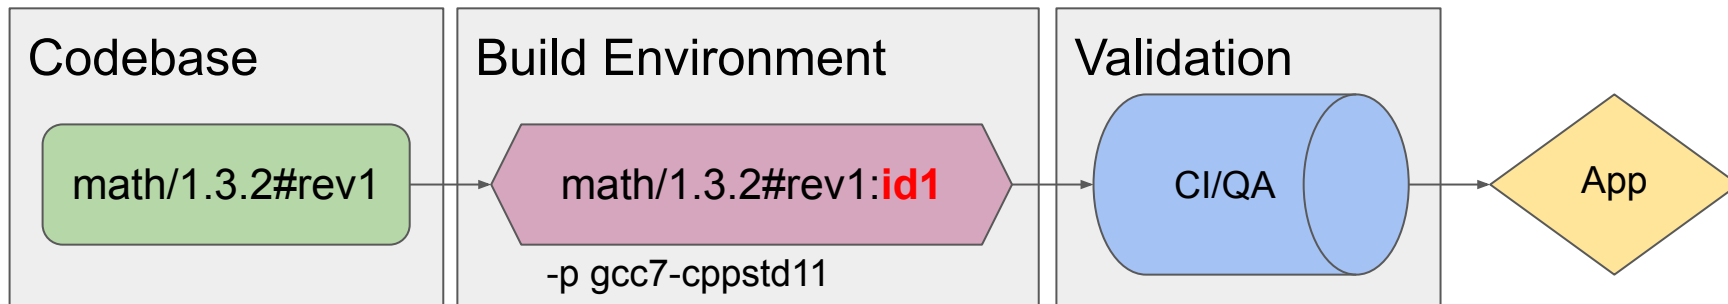 Codebase
math/1.3.2#rev1
Build Environment
math/1.3.2#rev1:id1
-p gcc7-cppstd11
Validation
CI/QA
App